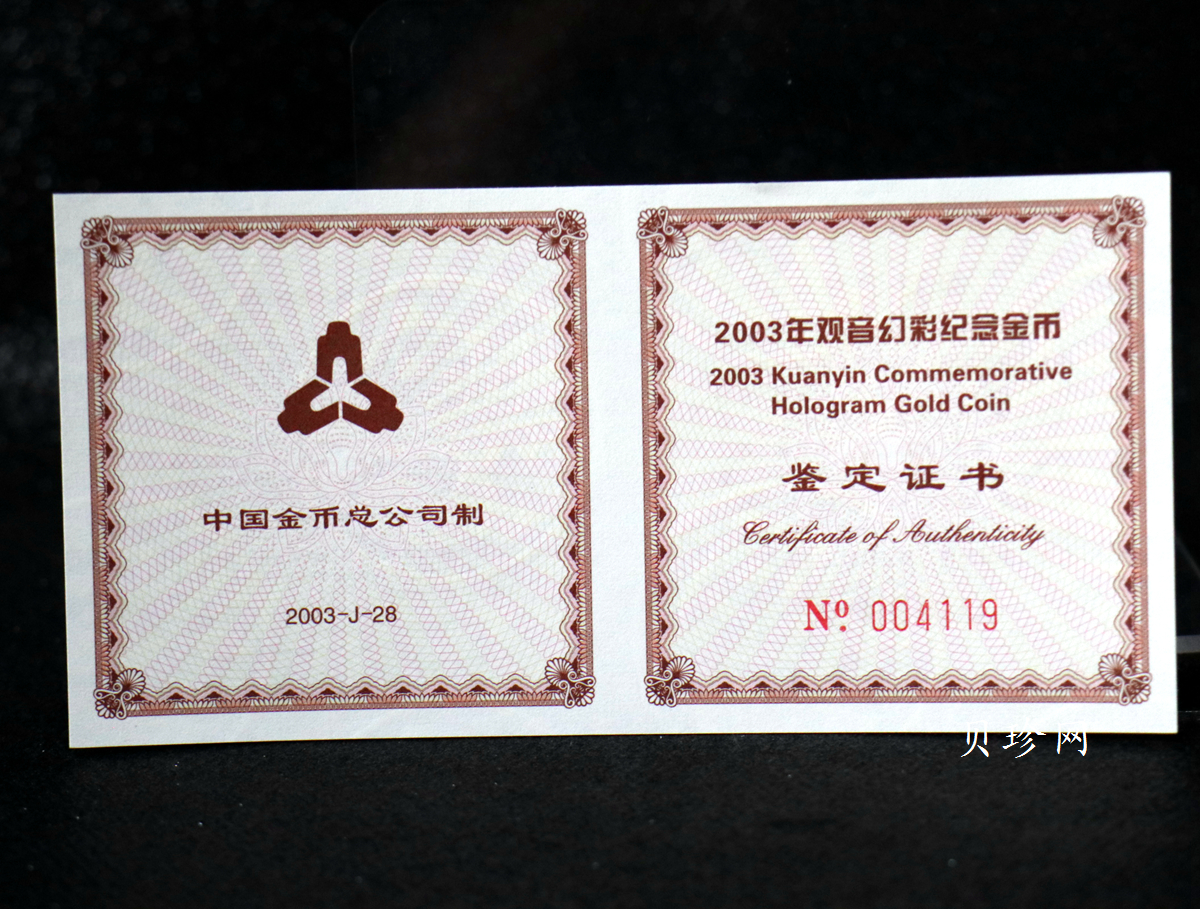 中国金币总公司制
2003-J-28
2003年观音幻彩纪念金币
2003 Kuanyin Commemorative
Hologram Gold Coin
鉴定证书
Certificate of Authenticity
Nº. 004119
贝珍网